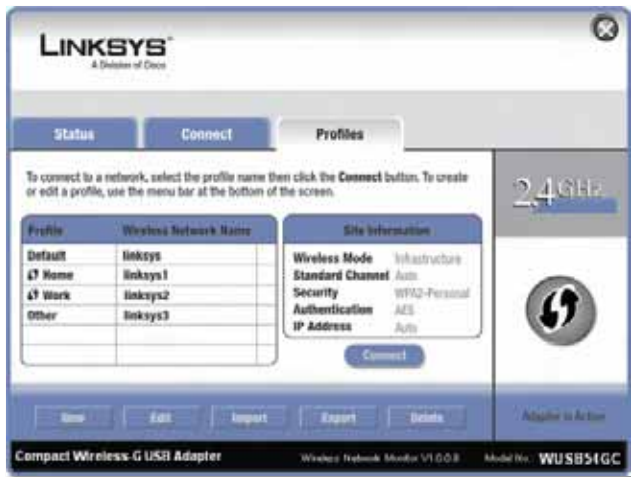 LINKSYS®
A Division of Cisco
Status Connect Profiles
To connect to a network, select the profile name then click the Connect button. To create
or edit a profile, use the menu bar at the bottom of the screen.
2,4GHz
Profile Wireless Network Name
Default linksys
Home linksys1
Work linksys2
Other linksys3
Site Information
Wireless Mode Infrastructure
Standard Channel Auto
Security WPA2-Personal
Authentication AES
IP Address Auto
Connect
New Edit Import Export Delete
Adapter is Active
Compact Wireless-G USB Adapter Wireless Network Monitor V1.0.0.8 Model No. WUSB54GC